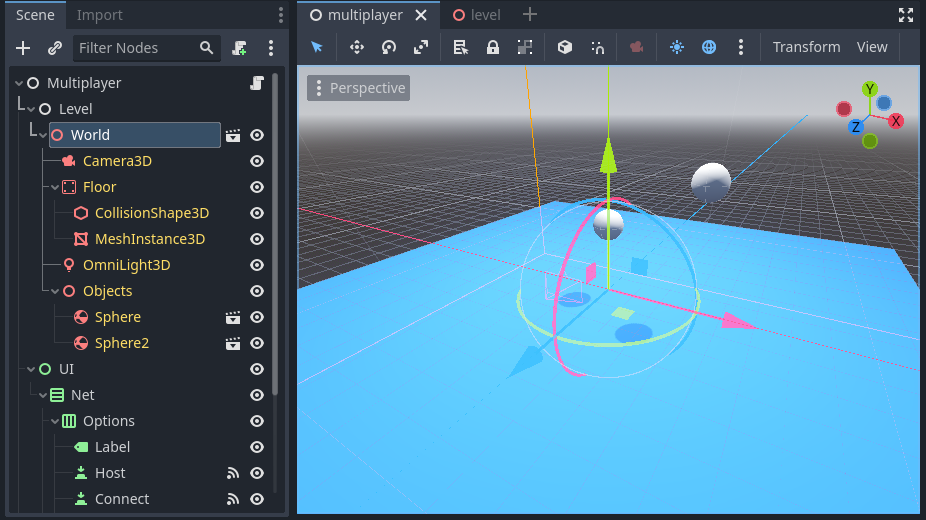 Scene Import
Filter Nodes
Multiplayer
Level
World
Camera3D
Floor
CollisionShape3D
MeshInstance3D
OmniLight3D
Objects
Sphere
Sphere2
UI
Net
Options
Label
Host
Connect
multiplayer level
Transform View
Perspective
Y
X
Z